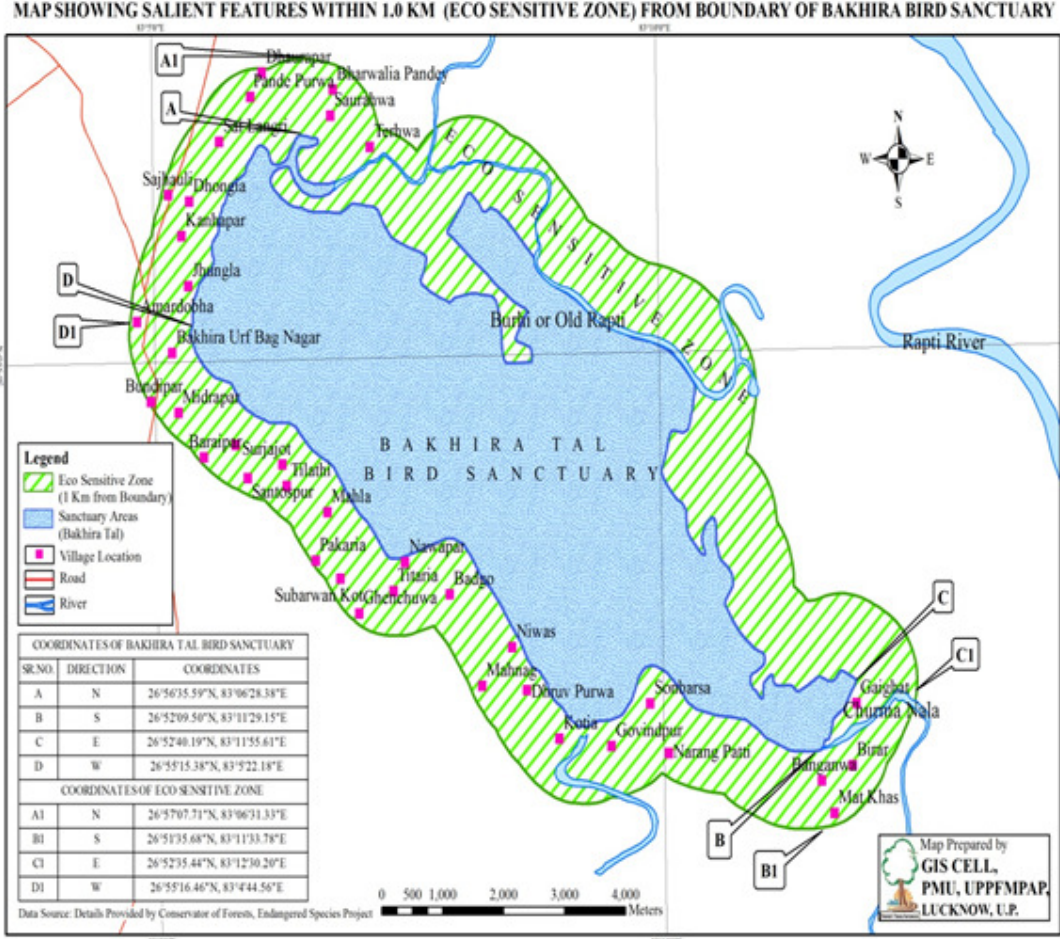 MAP SHOWING SALIENT FEATURES WITHIN 1.0 KM (ECO SENSITIVE ZONE) FROM BOUNDARY OF BAKHIRA BIRD SANCTUARY
A1
Dhaurapar
Pande Purwa
Bharwalia Pandey
A
Saurahwa
Sat Langri
Terhwa
ECO SENSITIVE ZONE
N
W E
S
Sajhauli
Dhongla
Kanhapar
Jhungla
D
Amardobha
D1
Bakhira Urf Bag Nagar
Burhi or Old Rapti
Rapti River
Bundipar
Midrapar
BAKHIRA TAL
BIRD SANCTUARY
Baraipar
Surjajot
Tilathi
Santospur
Mahla
Legend
Eco Sensitive Zone
(1 Km from Boundary)
Sanctuary Areas
(Bakhira Tal)
Village Location
Road
River
Pakaria
Nawapar
Titaria
Badgo
Subarwan Kot
Ghenchuwa
Niwas
Mahnag
Doruv Purwa
Sonbarsa
Kotia
Govindpur
Narang Patti
C
C1
Gaighat
Churma Nala
Birar
Banganwa
Mat Khas
B
B1
COORDINATES OF BAKHIRA TAL BIRD SANCTUARY
SR.NO. DIRECTION COORDINATES
A N 26°56'35.59"N, 83°06'28.38"E
B S 26°52'09.50"N, 83°11'29.15"E
C E 26°52'40.19"N, 83°11'55.61"E
D W 26°55'15.38"N, 83°5'22.18"E
COORDINATES OF ECO SENSITIVE ZONE
A1 N 26°57'07.71"N, 83°06'31.33"E
B1 S 26°51'35.68"N, 83°11'33.78"E
C1 E 26°52'35.44"N, 83°12'30.20"E
D1 W 26°55'16.46"N, 83°4'44.56"E
Data Source: Details Provided by Conservator of Forests, Endangered Species Project
0 500 1,000 2,000 3,000 4,000
Meters
Map Prepared by
GIS CELL,
PMU, UPPFMPAP,
LUCKNOW, U.P.